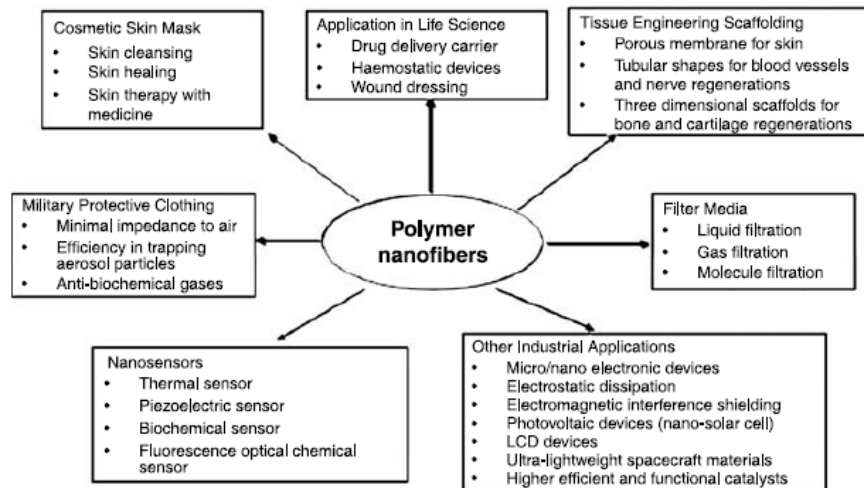 Cosmetic Skin Mask
• Skin cleansing
• Skin healing
• Skin therapy with
medicine
Application in Life Science
• Drug delivery carrier
• Haemostatic devices
• Wound dressing
Tissue Engineering Scaffolding
• Porous membrane for skin
• Tubular shapes for blood vessels
and nerve regenerations
• Three dimensional scaffolds for
bone and cartilage regenerations
Military Protective Clothing
• Minimal impedance to air
• Efficiency in trapping
aerosol particles
• Anti-biochemical gases
Polymer
nanofibers
Filter Media
• Liquid filtration
• Gas filtration
• Molecule filtration
Nanosensors
• Thermal sensor
• Piezoelectric sensor
• Biochemical sensor
• Fluorescence optical chemical
sensor
Other Industrial Applications
• Micro/nano electronic devices
• Electrostatic dissipation
• Electromagnetic interference shielding
• Photovoltaic devices (nano-solar cell)
• LCD devices
• Ultra-lightweight spacecraft materials
• Higher efficient and functional catalysts